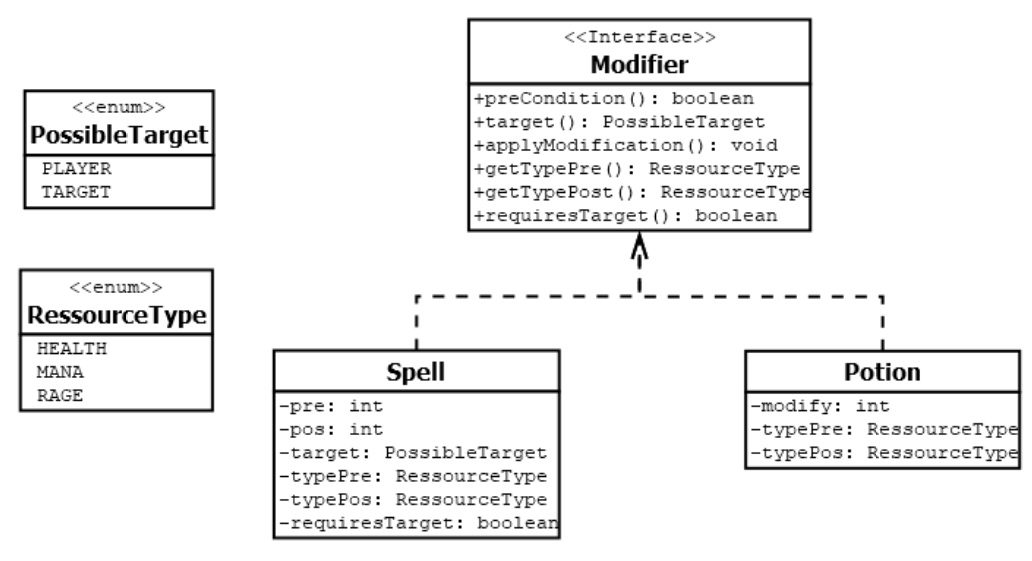 <<Interface>>
Modifier
+preCondition(): boolean
+target(): PossibleTarget
+applyModification(): void
+getTypePre(): RessourceType
+getTypePost(): RessourceType
+requiresTarget(): boolean
<<enum>>
PossibleTarget
PLAYER
TARGET
<<enum>>
RessourceType
HEALTH
MANA
RAGE
Spell
-pre: int
-pos: int
-target: PossibleTarget
-typePre: RessourceType
-typePos: RessourceType
-requiresTarget: boolean
Potion
-modify: int
-typePre: RessourceType
-typePos: RessourceType